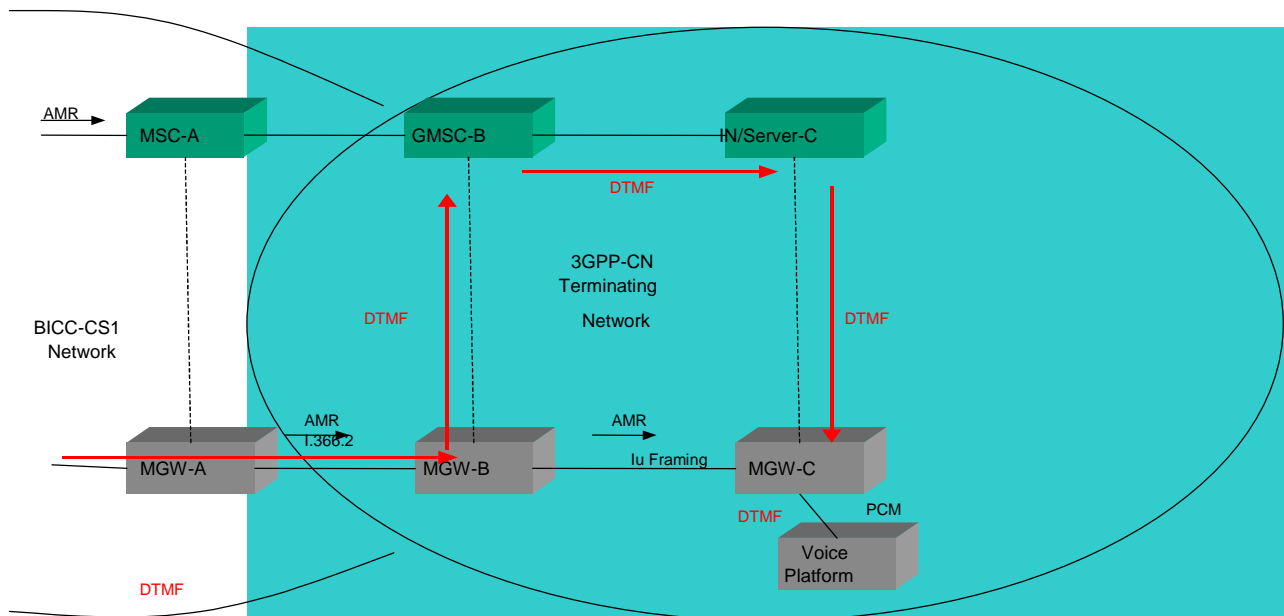 AMR
MSC-A
GMSC-B
IN/Server-C
DTMF
3GPP-CN
Terminating
Network
DTMF
DTMF
BICC-CS1
Network
AMR
I.366.2
AMR
MGW-A
MGW-B
Iu Framing
MGW-C
DTMF
PCM
Voice
Platform
DTMF